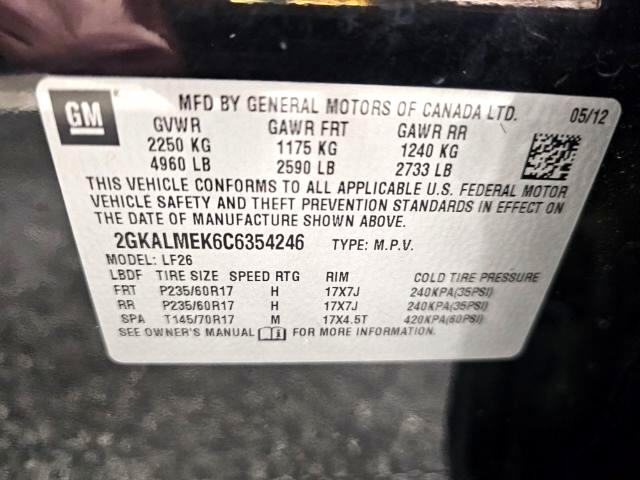 GM
MFD BY GENERAL MOTORS OF CANADA LTD. 05/12
GVWR GAWR FRT GAWR RR
2250 KG 1175 KG 1240 KG
4960 LB 2590 LB 2733 LB
THIS VEHICLE CONFORMS TO ALL APPLICABLE U.S. FEDERAL MOTOR
VEHICLE SAFETY AND THEFT PREVENTION STANDARDS IN EFFECT ON
THE DATE OF MANUFACTURE SHOWN ABOVE.
2GKALMEK6C6354246 TYPE: M.P.V.
MODEL: LF26
LBDF TIRE SIZE SPEED RTG RIM COLD TIRE PRESSURE
FRT P235/60R17 H 17X7J 240KPA(35PSI)
RR P235/60R17 H 17X7J 240KPA(35PSI)
SPA T145/70R17 M 17X4.5T 420KPA(60PSI)
SEE OWNER'S MANUAL FOR MORE INFORMATION